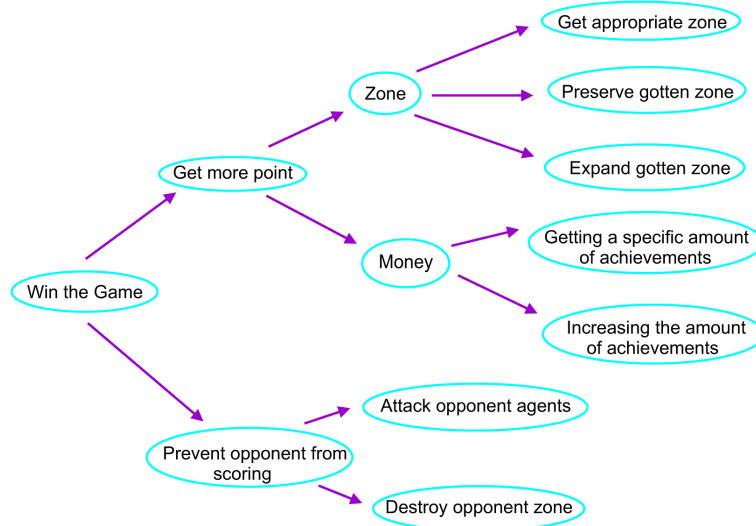 Get appropriate zone
Zone
Preserve gotten zone
Expand gotten zone
Get more point
Getting a specific amount
of achievements
Money
Win the Game
Increasing the amount
of achievements
Attack opponent agents
Prevent opponent from
scoring
Destroy opponent zone